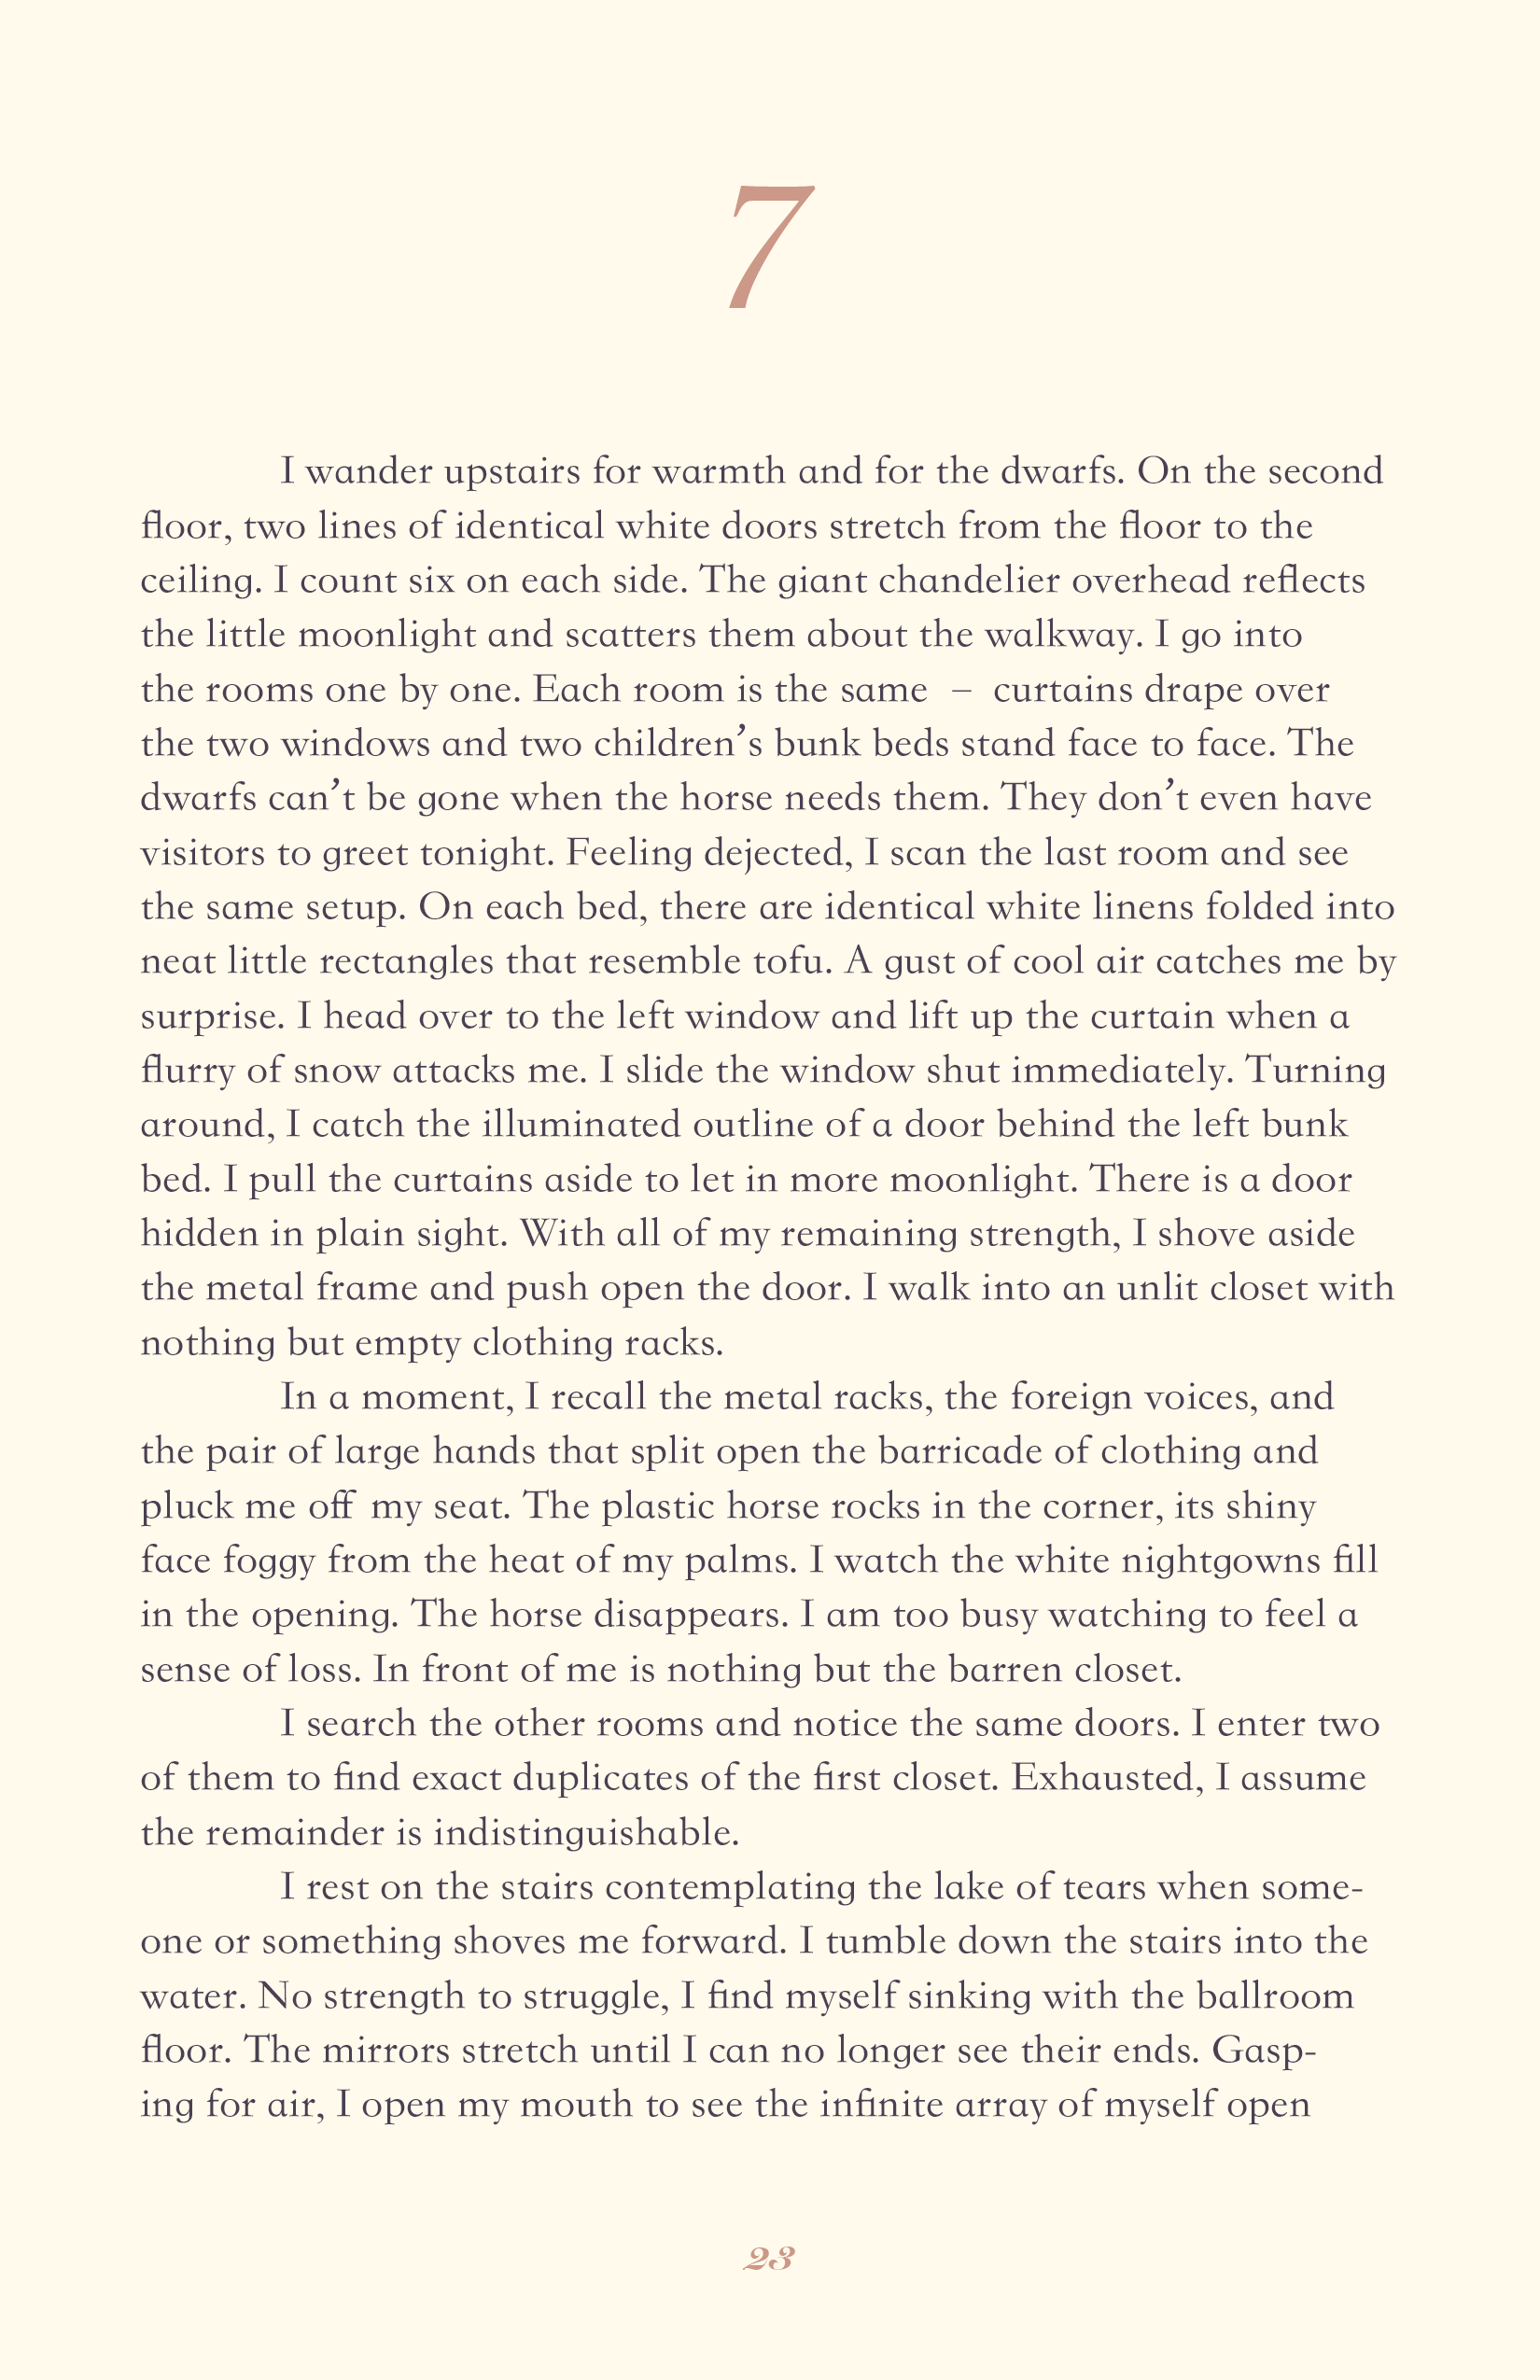 7
I wander upstairs for warmth and for the dwarfs. On the second
floor, two lines of identical white doors stretch from the floor to the
ceiling. I count six on each side. The giant chandelier overhead reflects
the little moonlight and scatters them about the walkway. I go into
the rooms one by one. Each room is the same – curtains drape over
the two windows and two children’s bunk beds stand face to face. The
dwarfs can’t be gone when the horse needs them. They don’t even have
visitors to greet tonight. Feeling dejected, I scan the last room and see
the same setup. On each bed, there are identical white linens folded into
neat little rectangles that resemble tofu. A gust of cool air catches me by
surprise. I head over to the left window and lift up the curtain when a
flurry of snow attacks me. I slide the window shut immediately. Turning
around, I catch the illuminated outline of a door behind the left bunk
bed. I pull the curtains aside to let in more moonlight. There is a door
hidden in plain sight. With all of my remaining strength, I shove aside
the metal frame and push open the door. I walk into an unlit closet with
nothing but empty clothing racks.
In a moment, I recall the metal racks, the foreign voices, and
the pair of large hands that split open the barricade of clothing and
pluck me off my seat. The plastic horse rocks in the corner, its shiny
face foggy from the heat of my palms. I watch the white nightgowns fill
in the opening. The horse disappears. I am too busy watching to feel a
sense of loss. In front of me is nothing but the barren closet.
I search the other rooms and notice the same doors. I enter two
of them to find exact duplicates of the first closet. Exhausted, I assume
the remainder is indistinguishable.
I rest on the stairs contemplating the lake of tears when some-
one or something shoves me forward. I tumble down the stairs into the
water. No strength to struggle, I find myself sinking with the ballroom
floor. The mirrors stretch until I can no longer see their ends. Gasp-
ing for air, I open my mouth to see the infinite array of myself open
23